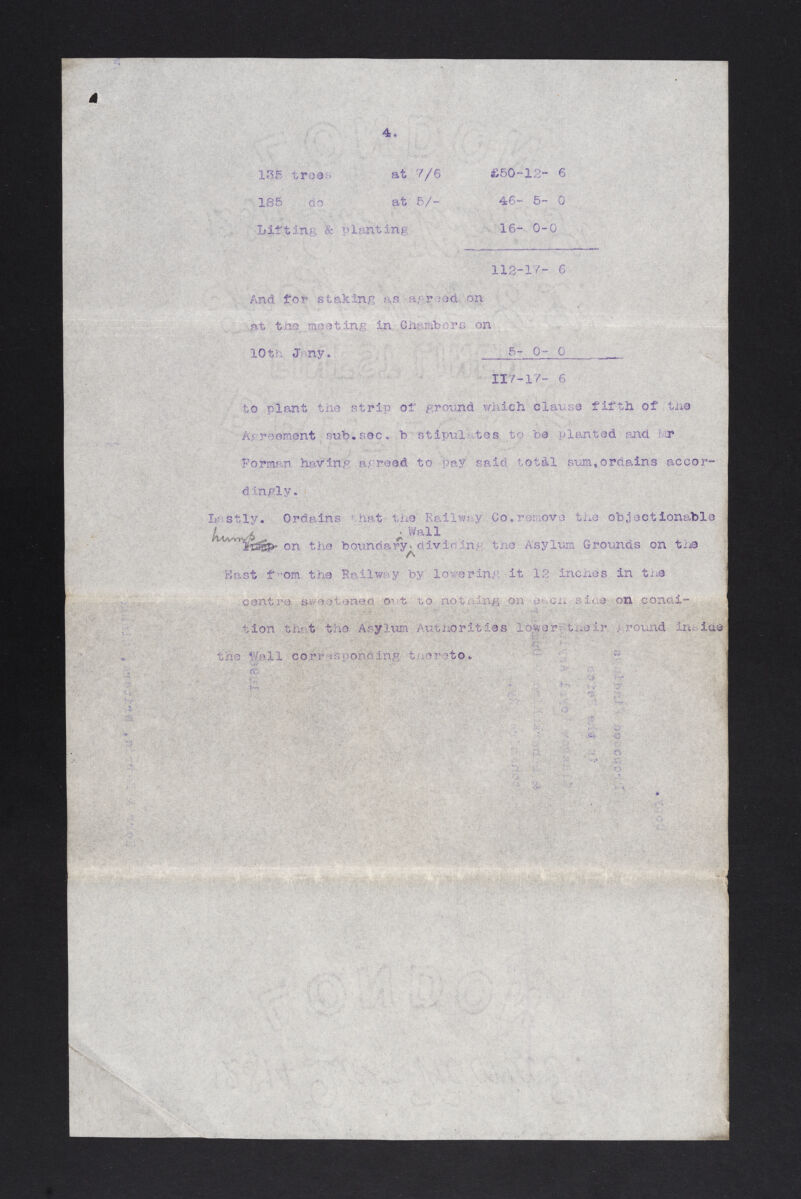 4.
135 trees at 7/6 £50-12- 6
185 do at 5/- 46- 5- 0
Lifting & planting 16- 0-0
112-17- 6
And for staking as agreed on
at the meeting in Chambers on
10th Jany. 5- 0- 0
II7-17- 6
to plant the strip of ground which clause fifth of the
Agreement sub.sec. b stipulates to be planted and Mr
Forman having agreed to pay said total sum,ordains accor-
dingly.
Lastly. Ordains that the Railway Co.remove the objectionable
Wall
hump on the boundary dividing the Asylum Grounds on the
East from the Railway by lowering it 12 inches in the
centre sweetened out to nothing on each side on condi-
tion that the Asylum Authorities lower their ground inside
the Wall corresponding thereto.